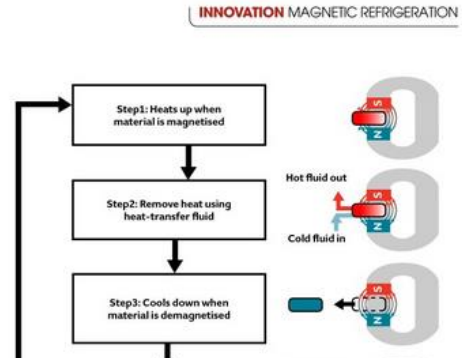 INNOVATION MAGNETIC REFRIGERATION
Step1: Heats up when
material is magnetised
S
N
Step2: Remove heat using
heat-transfer fluid
Hot fluid out
Cold fluid in
S
N
Step3: Cools down when
material is demagnetised
S
N